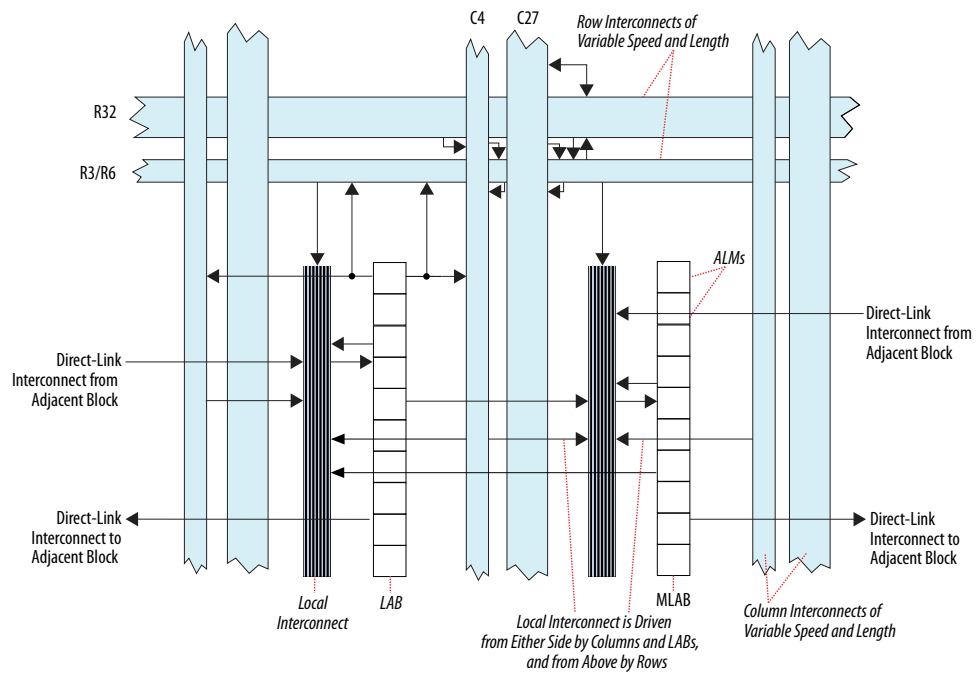 C4
C27
Row Interconnects of
Variable Speed and Length
R32
R3/R6
ALMs
Direct-Link
Interconnect from
Adjacent Block
Direct-Link
Interconnect from
Adjacent Block
Direct-Link
Interconnect to
Adjacent Block
Direct-Link
Interconnect to
Adjacent Block
Local
Interconnect
LAB
MLAB
Local Interconnect is Driven
from Either Side by Columns and LABs,
and from Above by Rows
Column Interconnects of
Variable Speed and Length